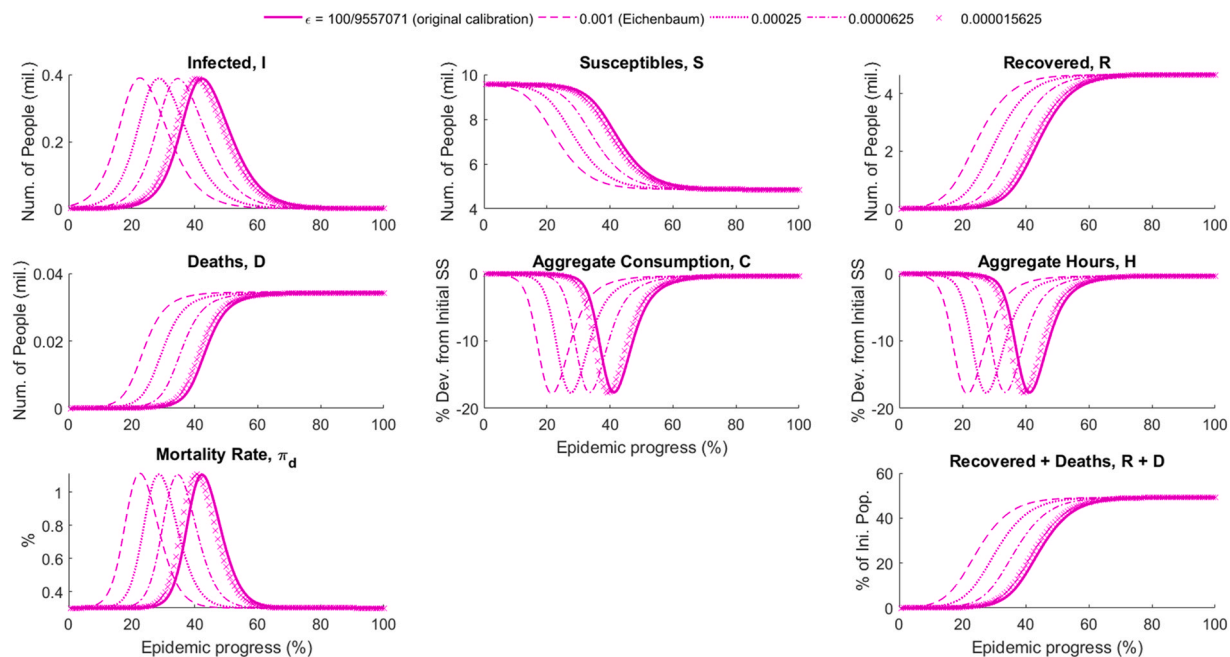 ϵ = 100/9557071 (original calibration) 0.001 (Eichenbaum) 0.00025 0.0000625 0.000015625
Infected, I
Num. of People (mil.)
0.4
0.2
0
0 20 40 60 80 100
Susceptibles, S
Num. of People (mil.)
10
8
6
4
0 20 40 60 80 100
Recovered, R
Num. of People (mil.)
4
2
0
0 20 40 60 80 100
Deaths, D
Num. of People (mil.)
0.04
0.02
0
0 20 40 60 80 100
Aggregate Consumption, C
% Dev. from Initial SS
0
-10
-20
0 20 40 60 80 100
Epidemic progress (%)
Aggregate Hours, H
% Dev. from Initial SS
0
-10
-20
0 20 40 60 80 100
Mortality Rate, π_d
%
1
0.8
0.6
0.4
0 20 40 60 80 100
Epidemic progress (%)
Recovered + Deaths, R + D
% of Ini. Pop.
60
40
20
0
0 20 40 60 80 100
Epidemic progress (%)